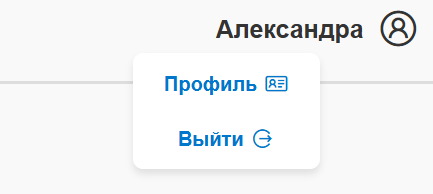 Александра
Профиль
Выйти